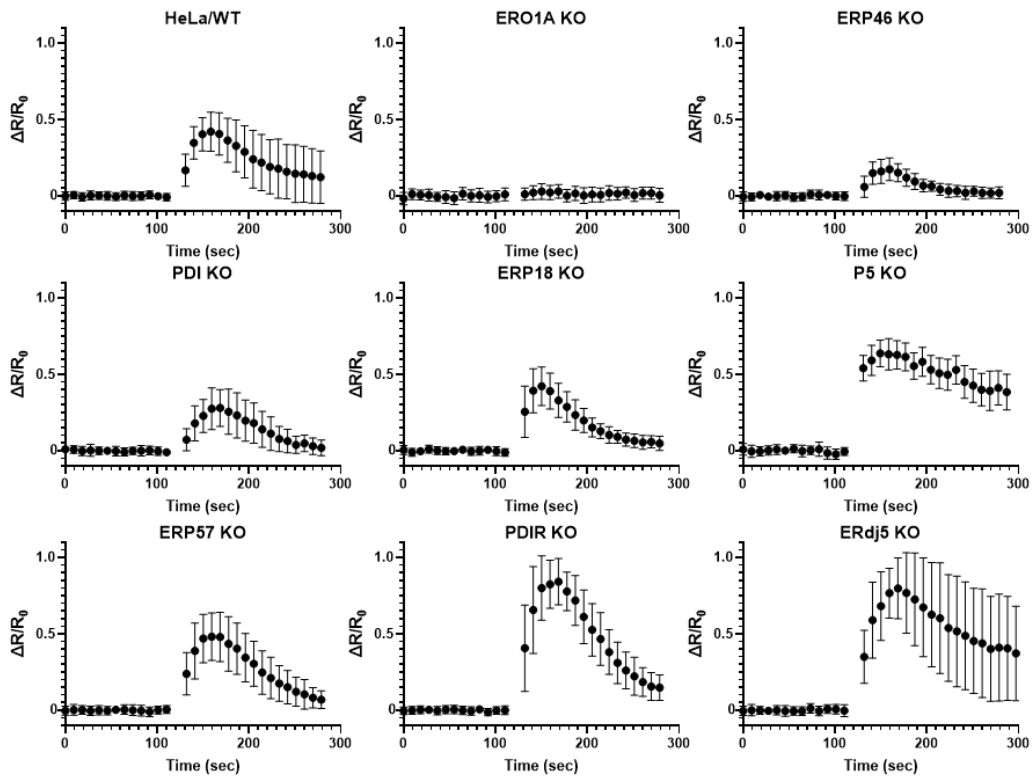 HeLa/WT
ERO1A KO
ERP46 KO
1.0
1.0
1.0
ΔR/R0
0.5
ΔR/R0
0.5
ΔR/R0
0.5
0
0
0
0 100 200 300
0 100 200 300
0 100 200 300
Time (sec)
Time (sec)
Time (sec)
PDI KO
ERP18 KO
P5 KO
1.0
1.0
1.0
ΔR/R0
0.5
ΔR/R0
0.5
ΔR/R0
0.5
0
0
0
0 100 200 300
0 100 200 300
0 100 200 300
Time (sec)
Time (sec)
Time (sec)
ERP57 KO
PDIR KO
ERdj5 KO
1.0
1.0
1.0
ΔR/R0
0.5
ΔR/R0
0.5
ΔR/R0
0.5
0
0
0
0 100 200 300
0 100 200 300
0 100 200 300
Time (sec)
Time (sec)
Time (sec)